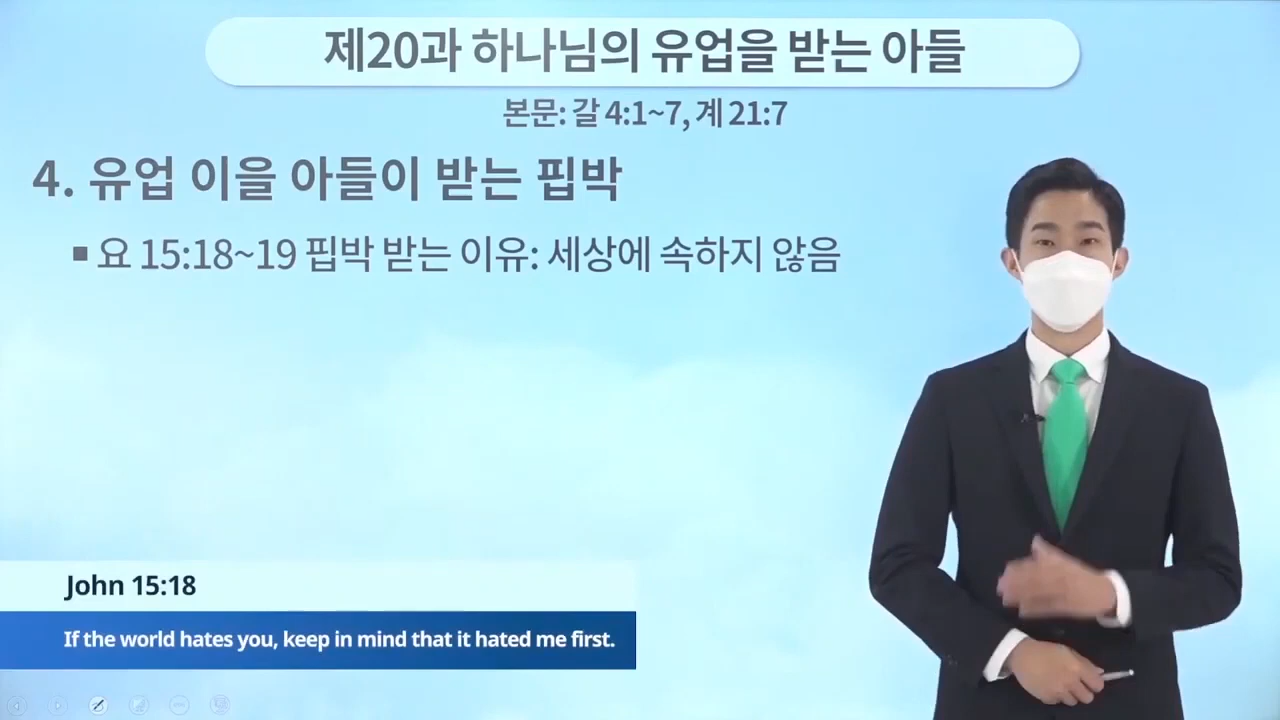 제20과 하나님의 유업을 받는 아들
본문: 갈 4:1~7, 계 21:7
4. 유업 이을 아들이 받는 핍박
▪ 요 15:18~19 핍박 받는 이유: 세상에 속하지 않음
John 15:18
If the world hates you, keep in mind that it hated me first.